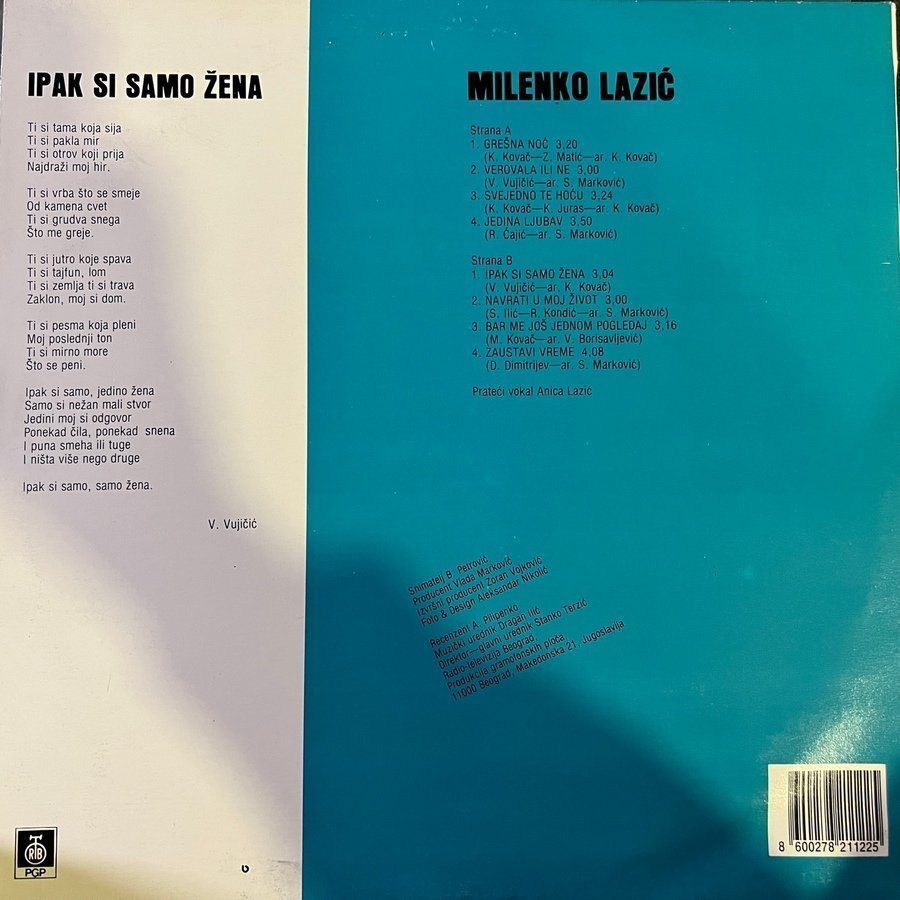 IPAK SI SAMO ŽENA
Ti si tama koja sija
Ti si pakla mir
Ti si otrov koji prija
Najdraži moj hir.
Ti si vrba što se smeje
Od kamena cvet
Ti si grudva snega
Što me greje.
Ti si jutro koje spava
Ti si tajfun, lom
Ti si zemlja ti si trava
Zaklon, moj si dom.
Ti si pesma koja pleni
Moj poslednji ton
Ti si mirno more
Što se peni.
Ipak si samo, jedino žena
Samo si nežan mali stvor
Jedini moj si odgovor
Ponekad čila, ponekad snena
I puna smeha ili tuge
I ništa više nego druge
Ipak si samo, samo žena.
V. Vujičić
MILENKO LAZIĆ
Strana A
1. GREŠNA NOĆ 3,20
(K. Kovač—Z. Matić—ar. K. Kovač)
2. VEROVALA ILI NE 3,00
(V. Vujičić—ar. S. Marković)
3. SVEJEDNO TE HOĆU 3,24
(K. Kovač—K. Juras—ar. K. Kovač)
4. JEDINA LJUBAV 3,50
(R. Ćajić—ar. S. Marković)
Strana B
1. IPAK SI SAMO ŽENA 3,04
(V. Vujičić—ar. K. Kovač)
2. NAVRATI U MOJ ŽIVOT 3,00
(S. Ilić—R. Kondić—ar. S. Marković)
3. BAR ME JOŠ JEDNOM POGLEDAJ 3,16
(M. Kovač—ar. V. Borisavljević)
4. ZAUSTAVI VREME 4,08
(D. Dimitrijev—ar. S. Marković)
Prateći vokal Anica Lazić
Snimatelj B. Petrović
Producent Vlada Marković
Izvršni producent Zoran Vojković
Foto & Design Aleksandar Nikolić
Recenzent A. Pilipenko
Muzički urednik Dragan Ilić
Direktor—glavni urednik Stanko Terzić
Radio-televizija Beograd
Produkcija gramofonskih ploča
11000 Beograd, Makedonska 21, Jugoslavija
RTB
PGP
8 600278 211225